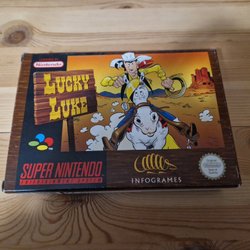 Nintendo
LUCKY
LUKE
SUPER NINTENDO
ENTERTAINMENT SYSTEM
INFOGRAMES